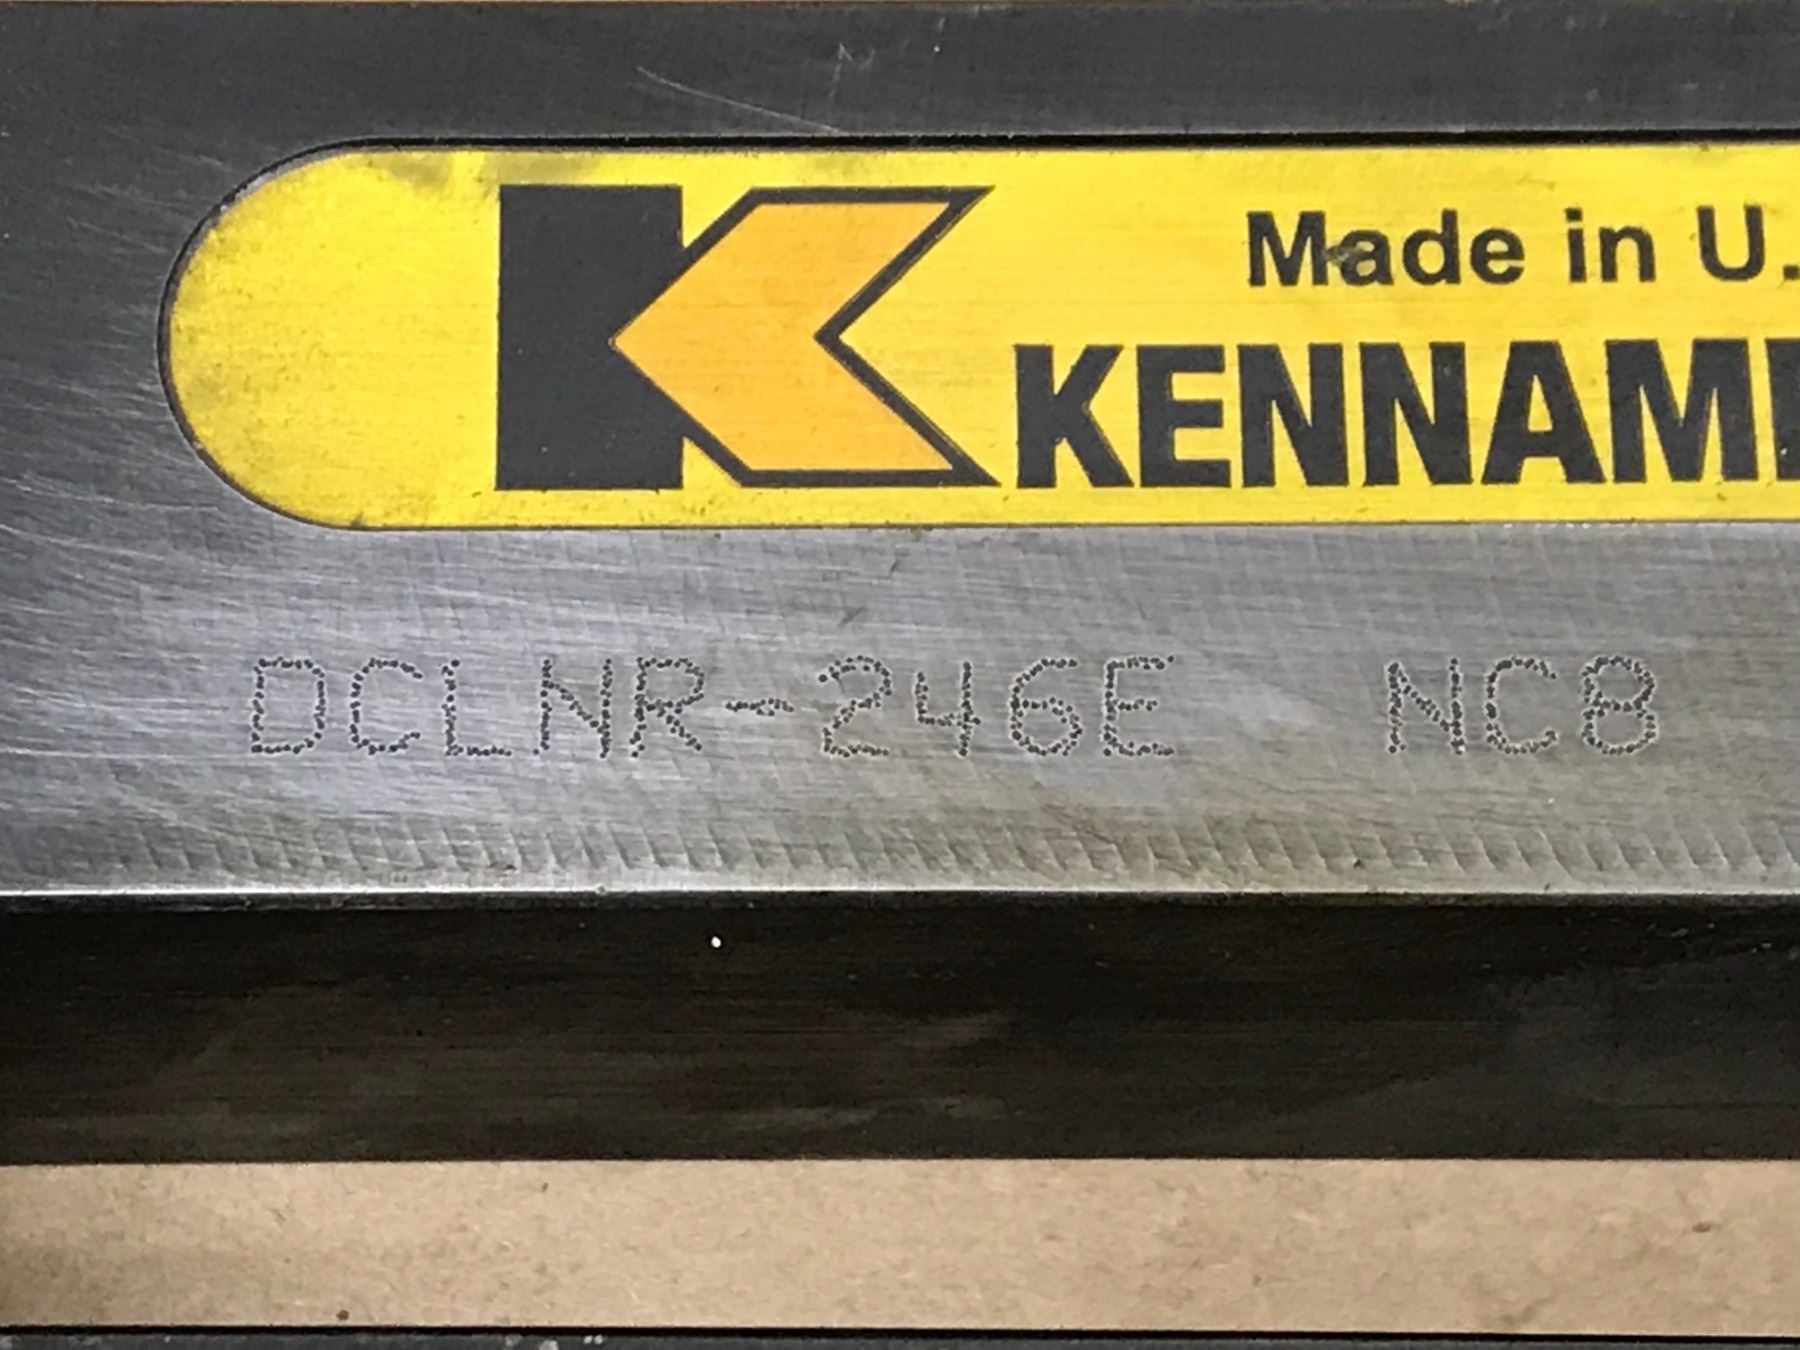 Made in U.
KENNAM
DCLNR-246E NC8